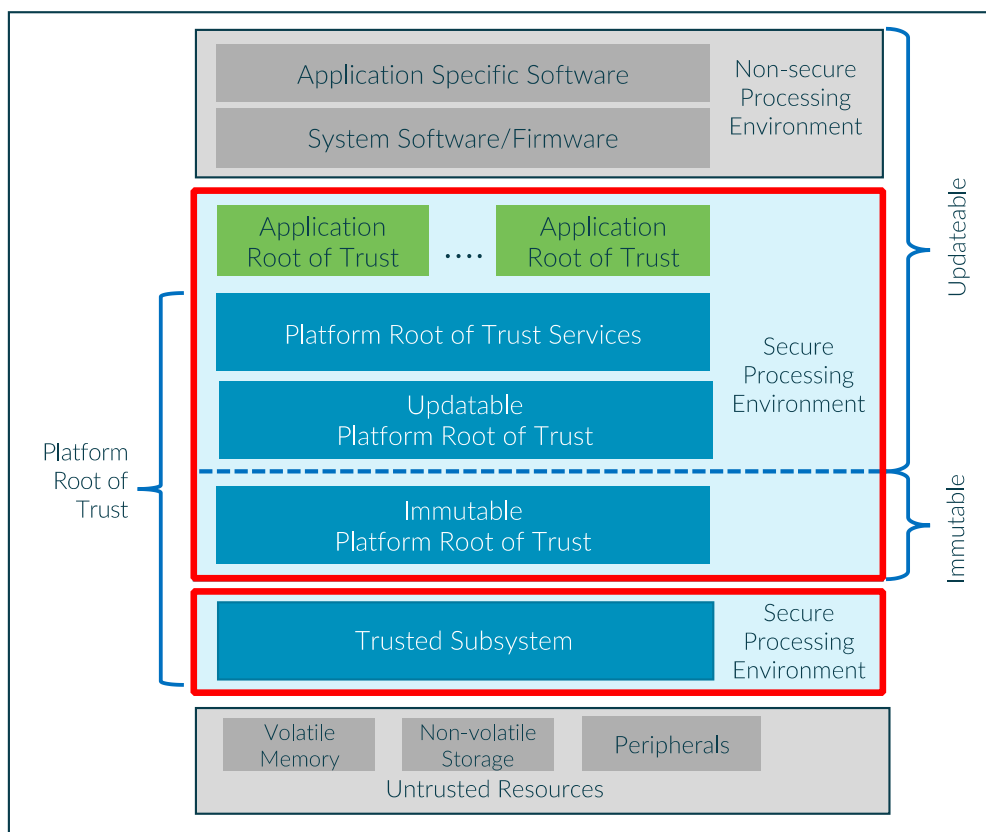 Application Specific Software
System Software/Firmware
Non-secure
Processing
Environment
Updateable
Application
Root of Trust
....
Application
Root of Trust
Platform Root of Trust Services
Updatable
Platform Root of Trust
Secure
Processing
Environment
Platform
Root of
Trust
Immutable
Platform Root of Trust
Immutable
Trusted Subsystem
Secure
Processing
Environment
Volatile
Memory
Non-volatile
Storage
Peripherals
Untrusted Resources